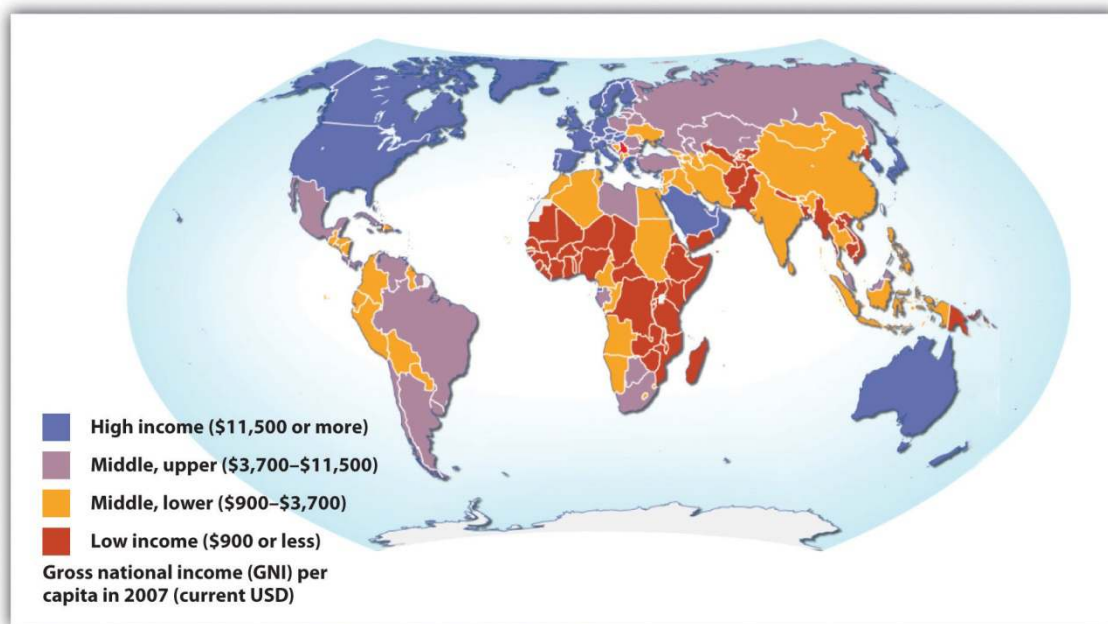 High income ($11,500 or more)
Middle, upper ($3,700–$11,500)
Middle, lower ($900–$3,700)
Low income ($900 or less)
Gross national income (GNI) per
capita in 2007 (current USD)